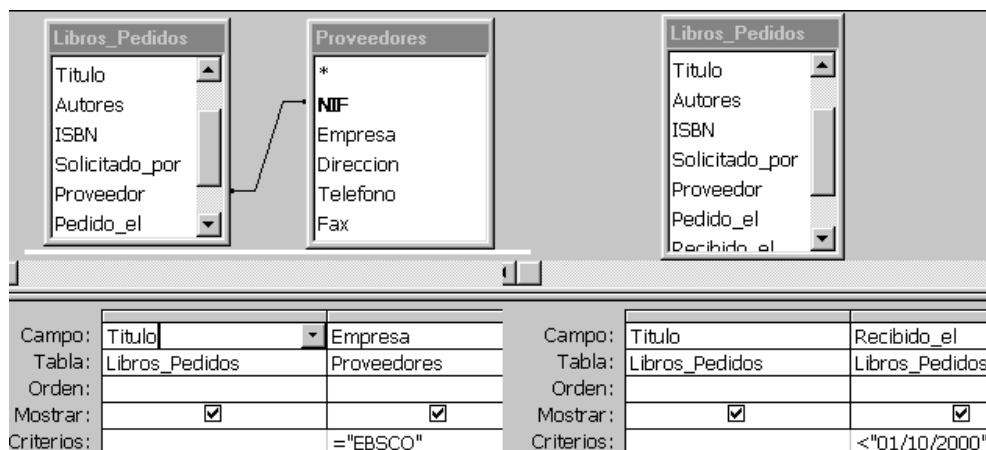 Libros_Pedidos
Titulo
Autores
ISBN
Solicitado_por
Proveedor
Pedido_el
Proveedores
*
NIF
Empresa
Direccion
Telefono
Fax
Libros_Pedidos
Titulo
Autores
ISBN
Solicitado_por
Proveedor
Pedido_el
Recibido_el
Campo: Titulo Empresa
Tabla: Libros_Pedidos Proveedores
Orden:
Mostrar:
Criterios: ="EBSCO"
Campo: Titulo Recibido_el
Tabla: Libros_Pedidos Libros_Pedidos
Orden:
Mostrar:
Criterios: <"01/10/2000"